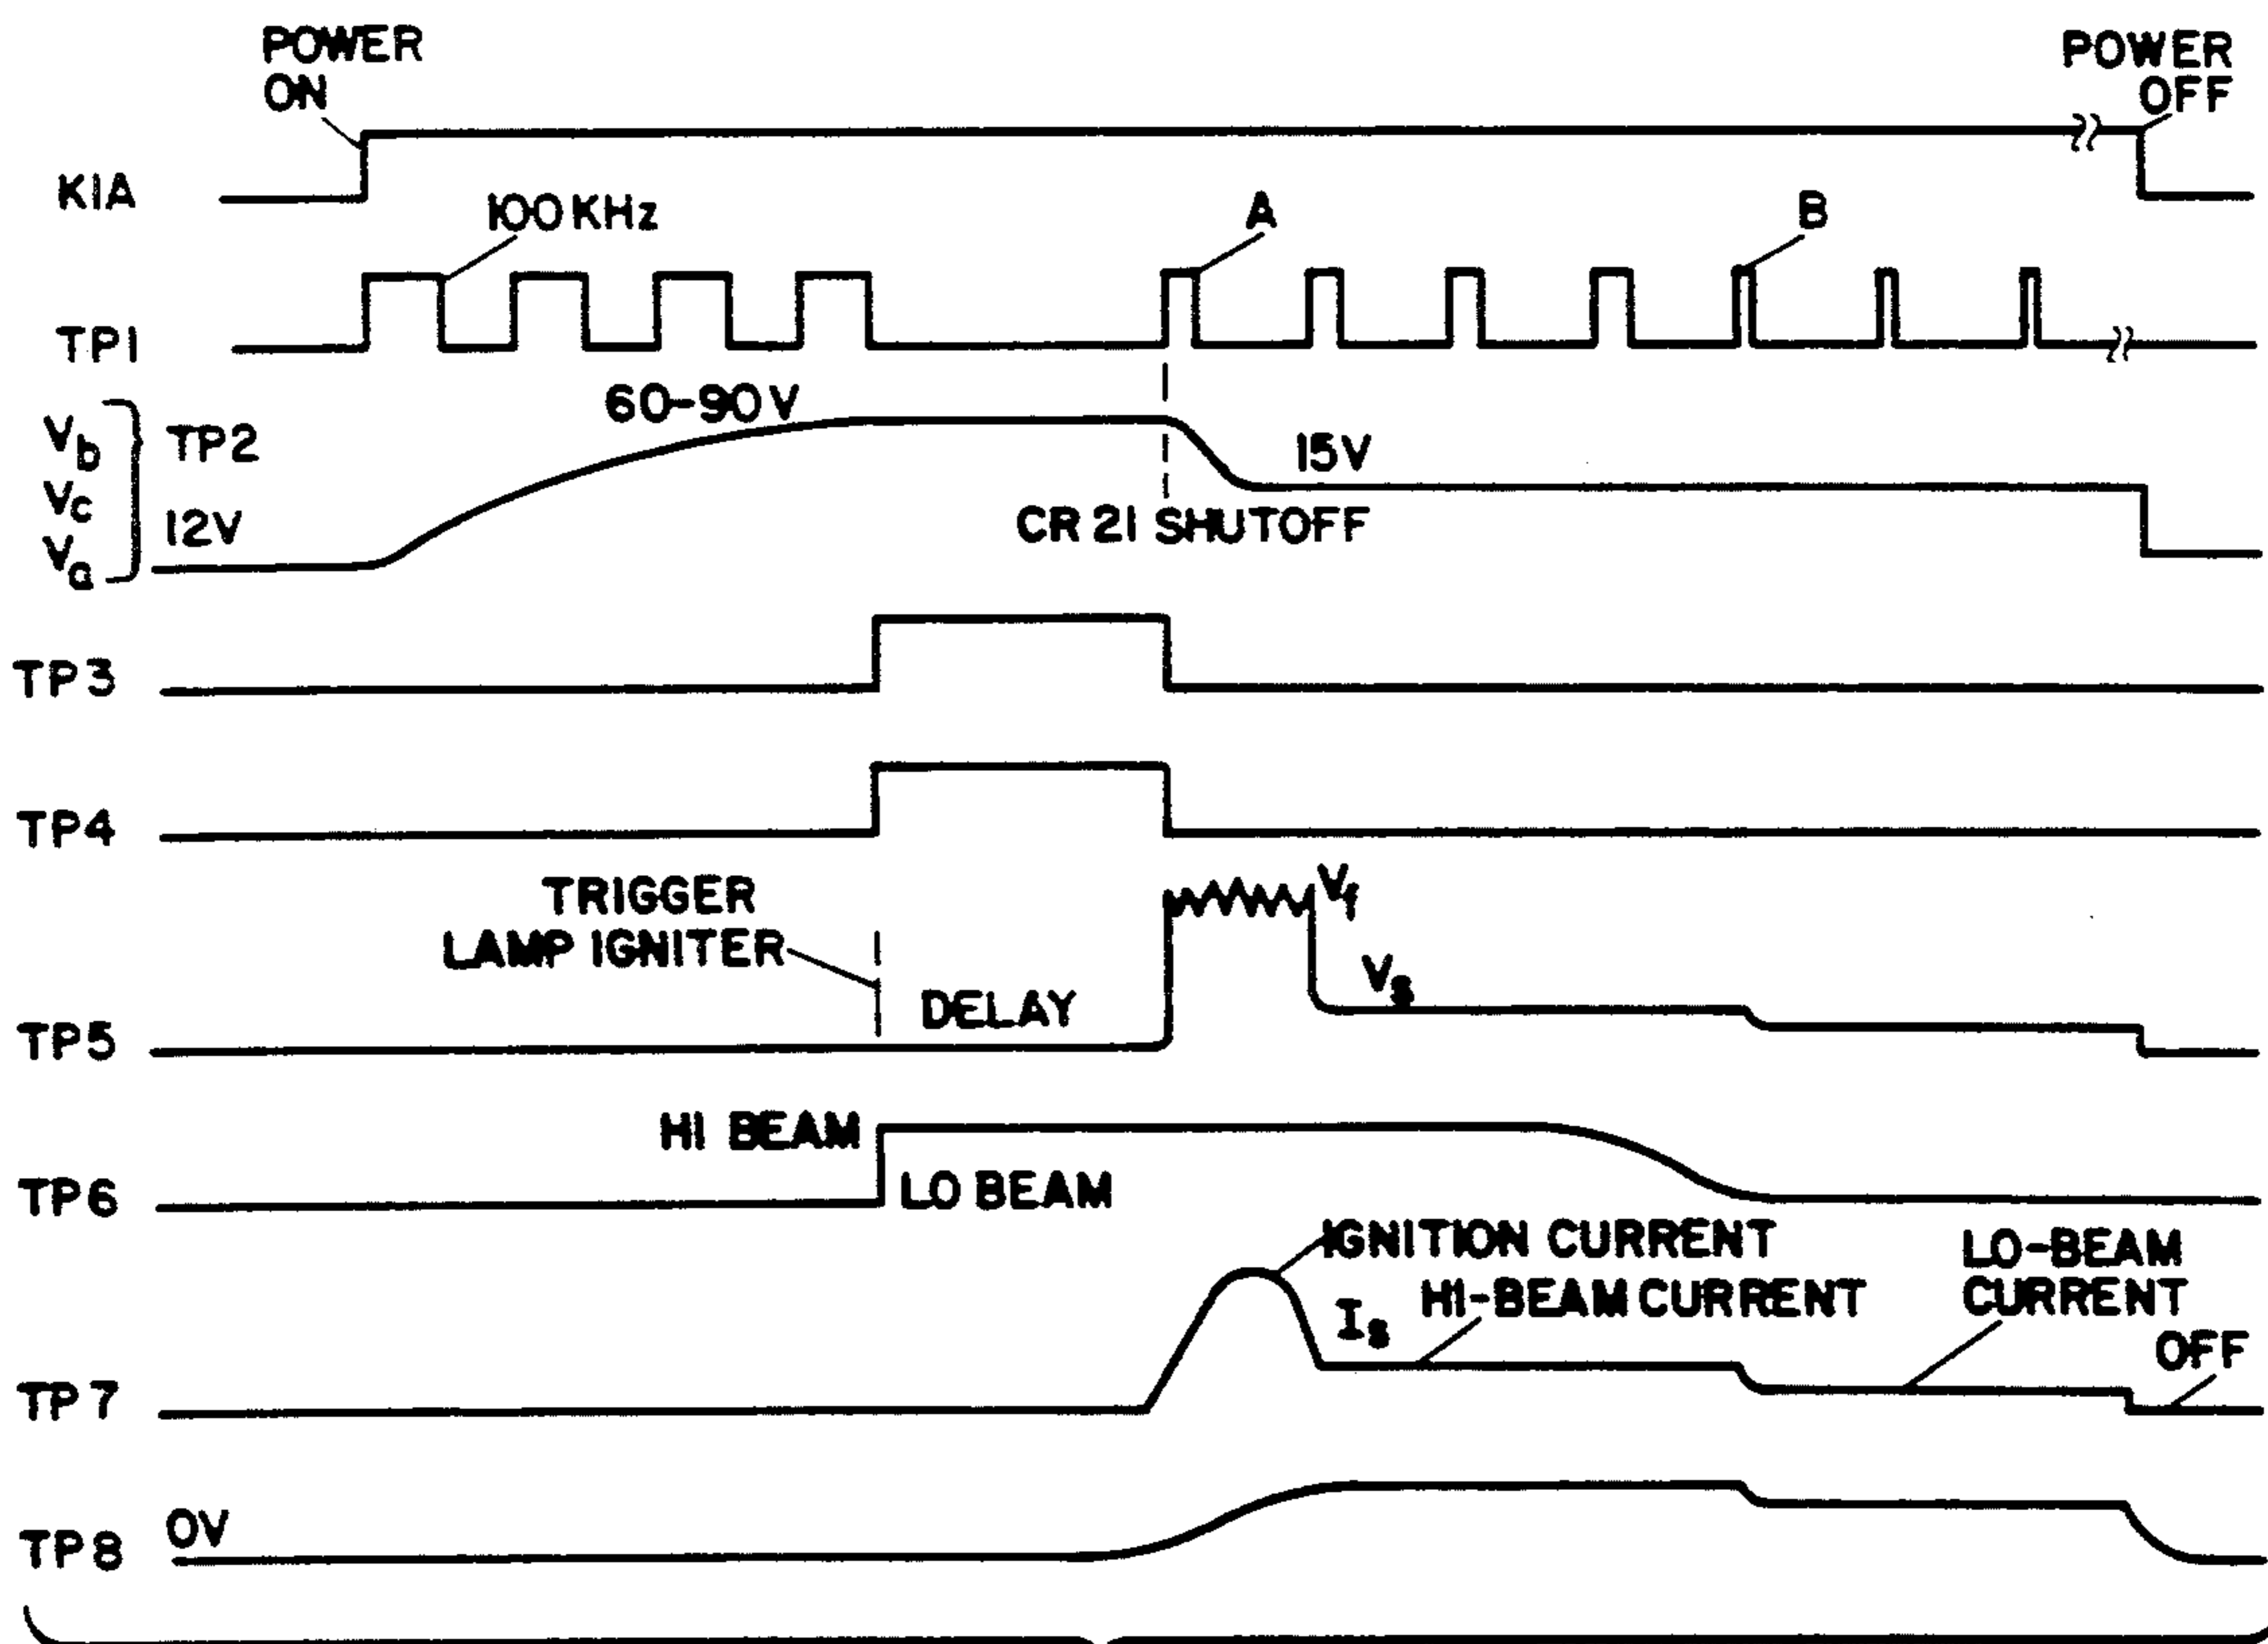 POWER
ON
POWER
OFF
K1A
100 KHz
A
B
TP1
60-90V
Vb
TP2
15V
Vc
12V
CR 21 SHUTOFF
Va
TP3
TP4
TRIGGER
LAMP IGNITER
Vf
DELAY
Vs
TP5
HI BEAM
LO BEAM
TP6
IGNITION CURRENT
LO-BEAM
CURRENT
Is
HI-BEAM CURRENT
OFF
TP7
0V
TP8